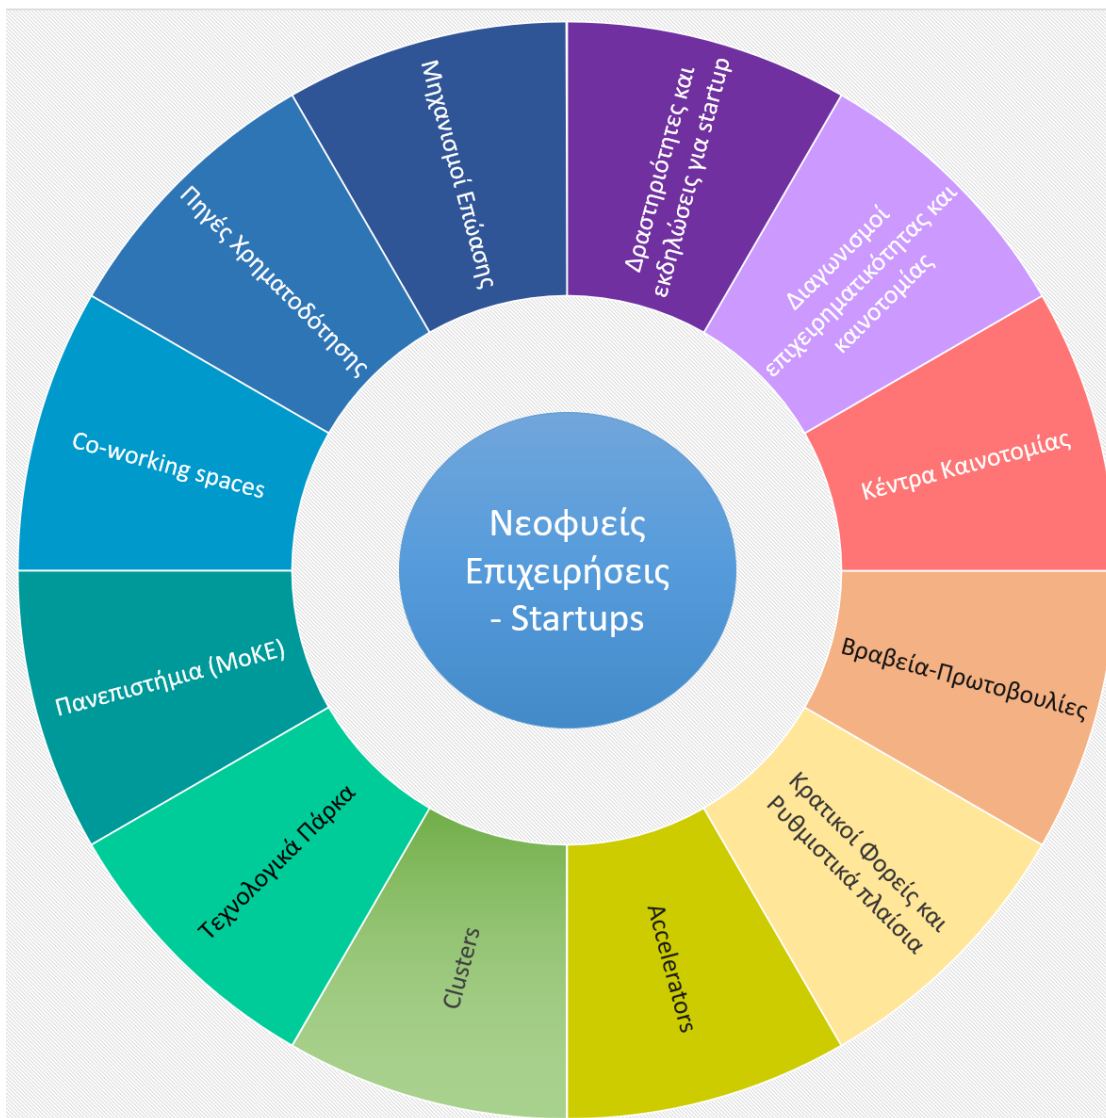 Δραστηριότητες και
εκδηλώσεις για startup
Διαγωνισμοί
επιχειρηματικότητας και
καινοτομίας
Κέντρα Καινοτομίας
Βραβεία-Πρωτοβουλίες
Κρατικοί Φορείς και
Ρυθμιστικά πλαίσια
Accelerators
Clusters
Τεχνολογικά Πάρκα
Πανεπιστήμια (ΜοΚΕ)
Co-working spaces
Πηγές Χρηματοδότησης
Μηχανισμοί Επώασης
Νεοφυείς
Επιχειρήσεις
- Startups